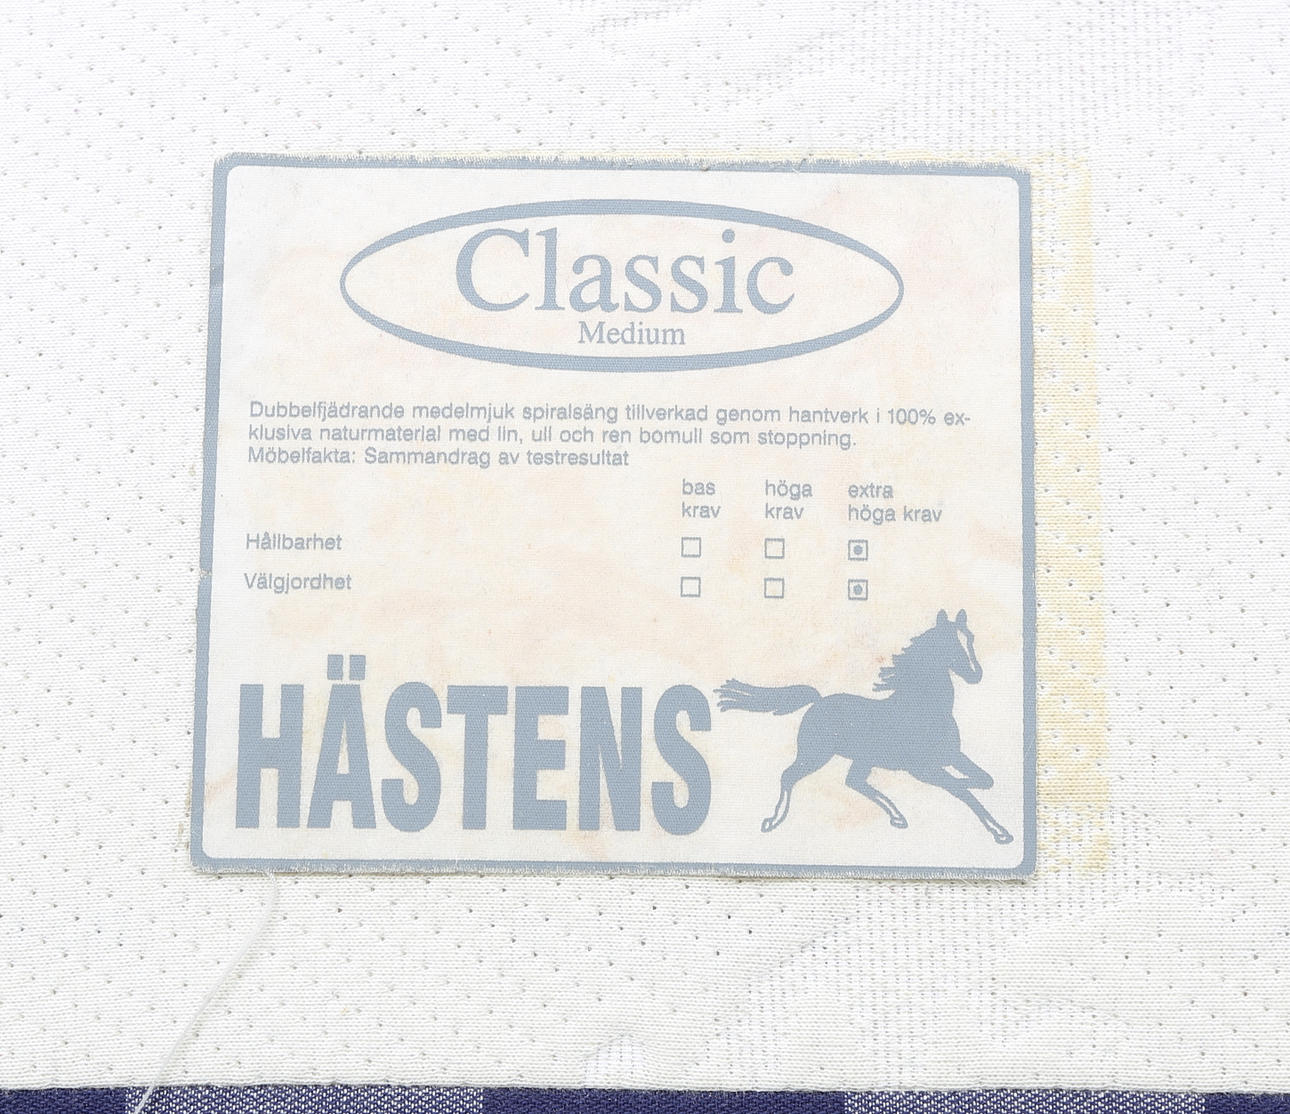 Classic
Medium
Dubbelfjädrande medelmjuk spiralsäng tillverkad genom hantverk i 100% ex-
klusiva naturmaterial med lin, ull och ren bomull som stoppning.
Möbelfakta: Sammandrag av testresultat
bas höga extra
krav krav höga krav
Hållbarhet
Välgjordhet
HÄSTENS